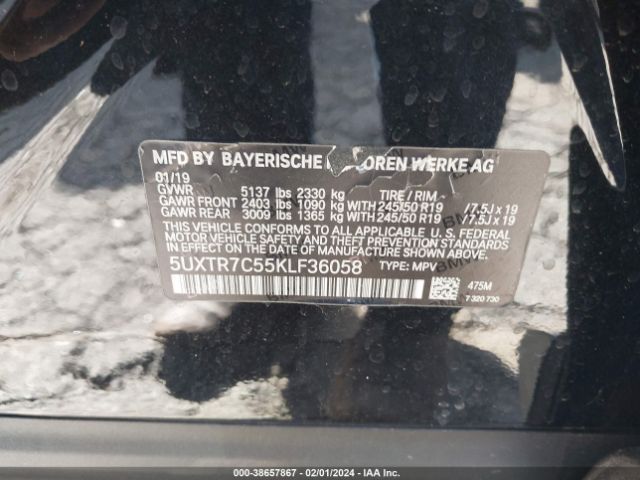 MFD BY BAYERISCHE OREN WERKE AG
01/19
GVWR 5137 lbs 2330 kg TIRE / RIM
GAWR FRONT 2403 lbs 1090 kg WITH 245/50 R19 /7.5J x 19
GAWR REAR 3009 lbs 1365 kg WITH 245/50 R19 /7.5J x 19
THIS VEHICLE CONFORMS TO ALL APPLICABLE U.S. FEDERAL
MOTOR VEHICLE SAFETY, BUMPER, AND THEFT PREVENTION
STANDARDS IN EFFECT ON THE DATE OF MANUFACTURE SHOWN ABOVE.
5UXTR7C55KLF36058 TYPE: MPV
475M
7 320 730
000-38657867 / 02/01/2024 - IAA Inc.